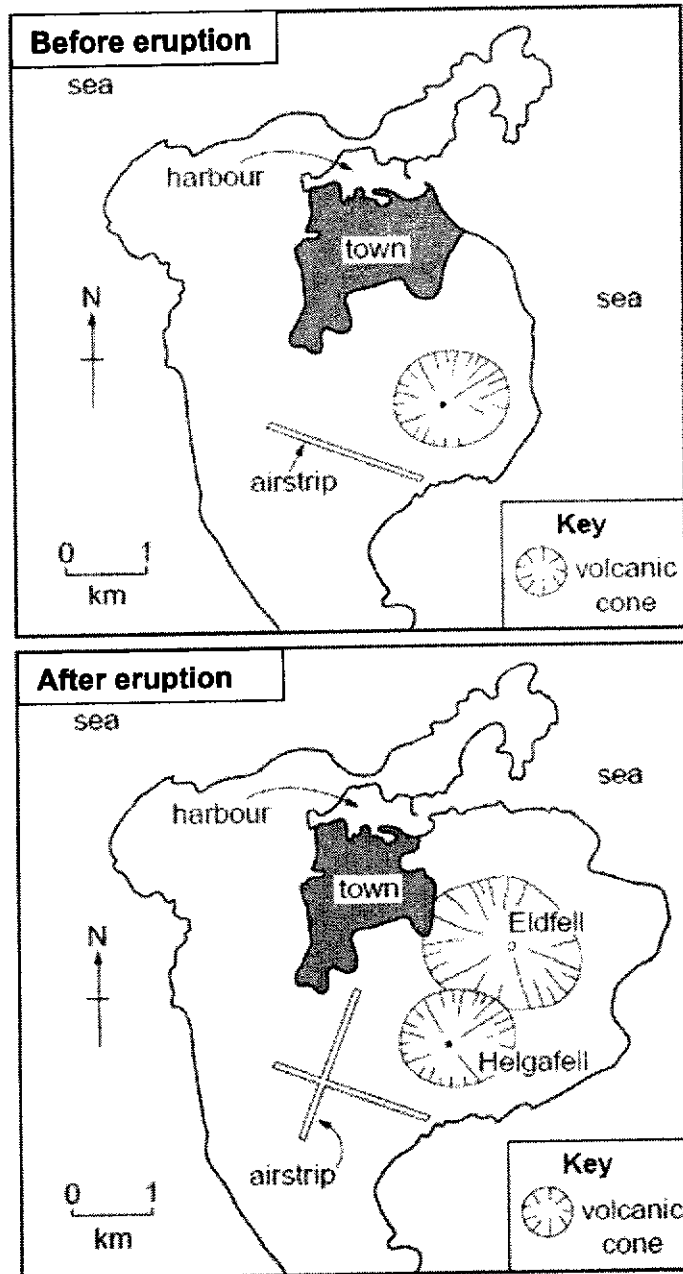 Before eruption
sea
harbour
town
N
sea
airstrip
0 1
km
Key
volcanic
cone
After eruption
sea
sea
harbour
town
N
Eldfell
Helgafell
airstrip
0 1
km
Key
volcanic
cone